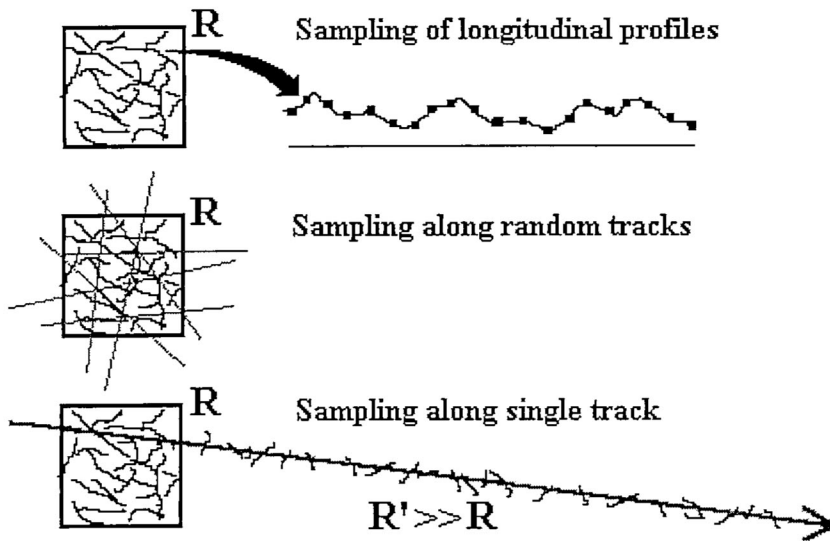 R
Sampling of longitudinal profiles
R
Sampling along random tracks
R
Sampling along single track
R'>>R